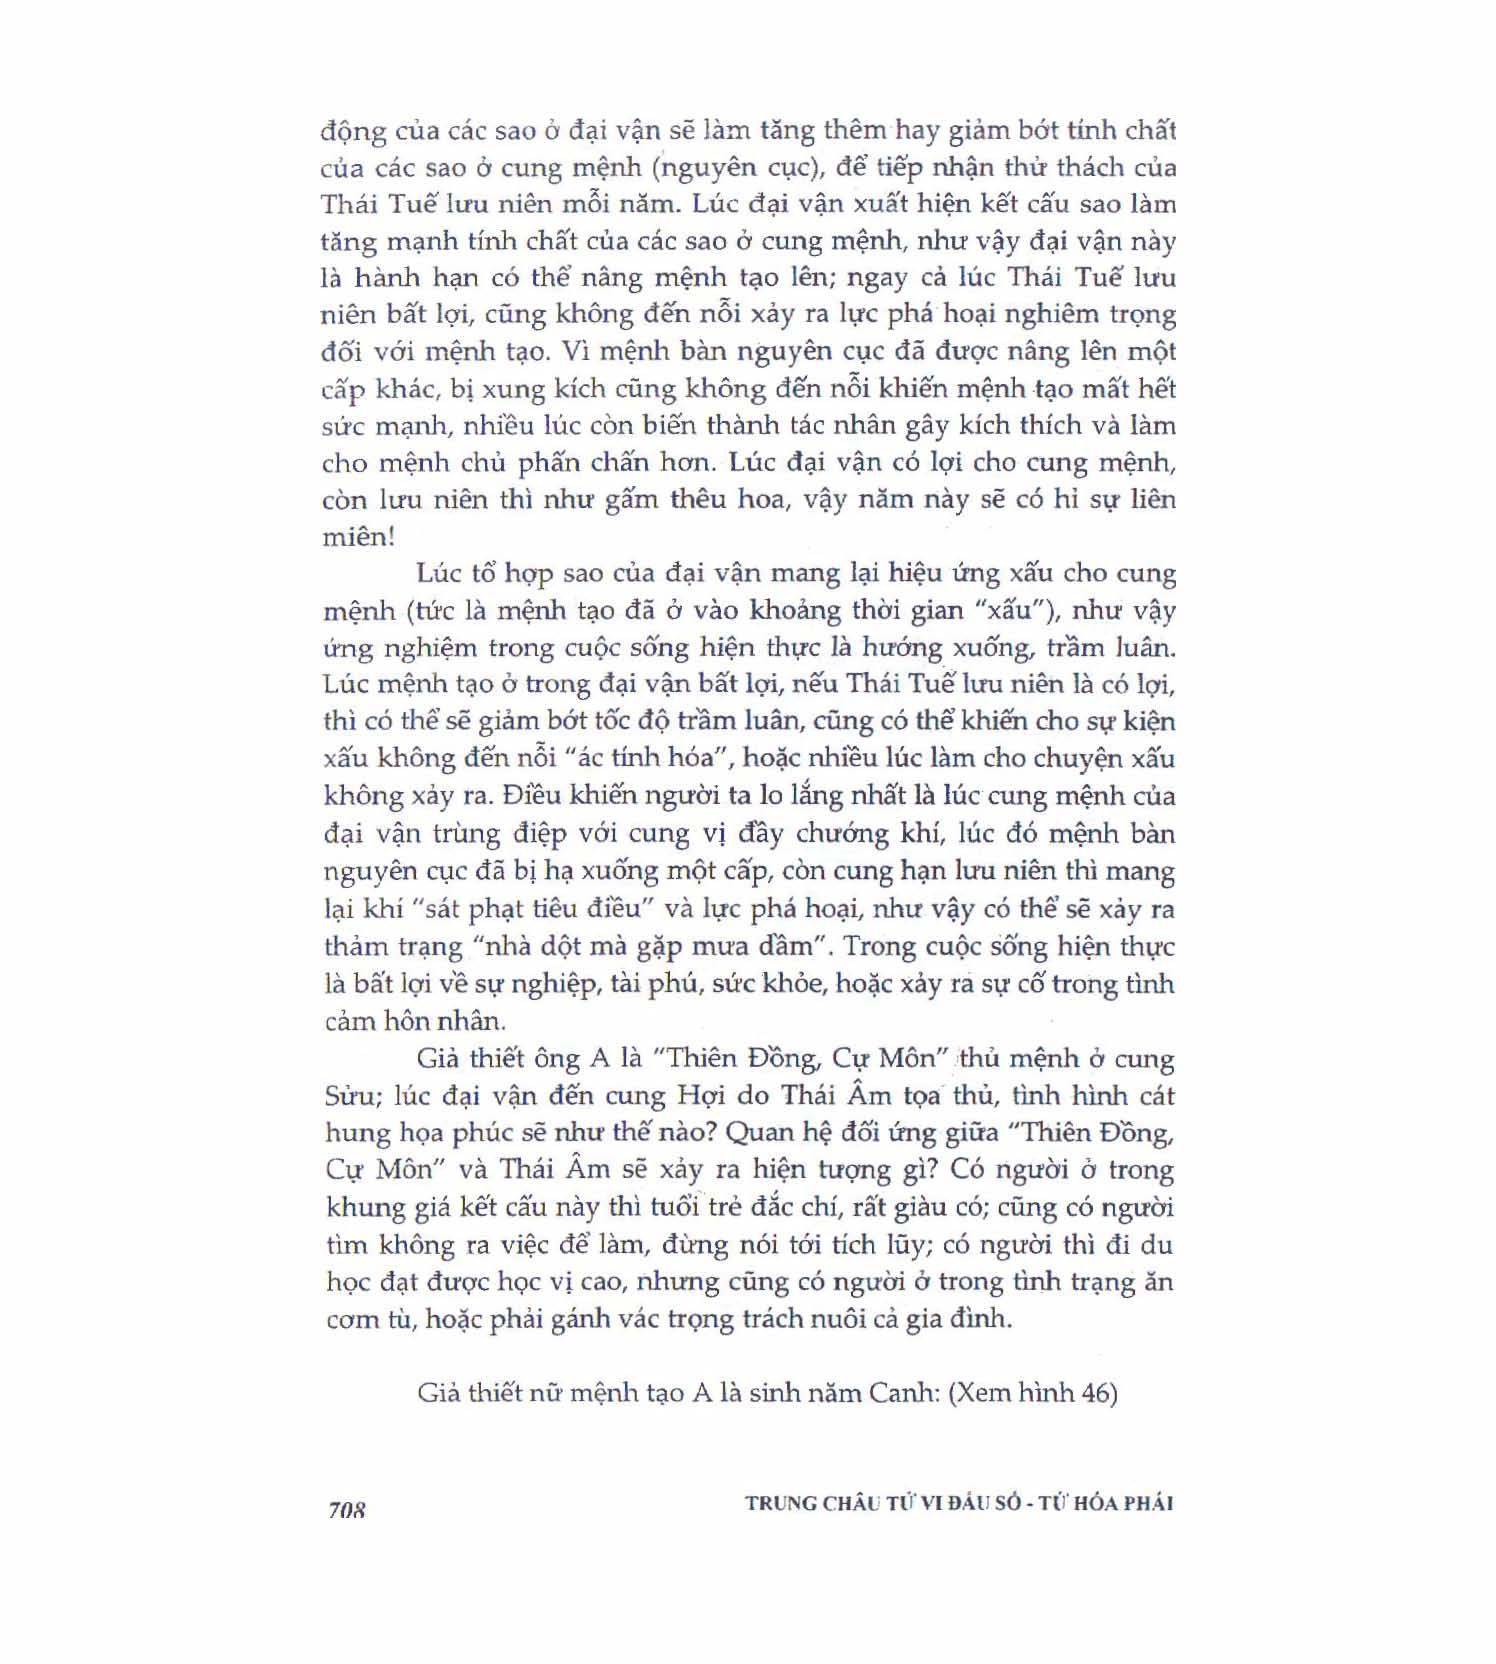 động của các sao ở đại vận sẽ làm tăng thêm hay giảm bớt tính chất
của các sao ở cung mệnh (nguyên cục), để tiếp nhận thử thách của
Thái Tuế lưu niên mỗi năm. Lúc đại vận xuất hiện kết cấu sao làm
tăng mạnh tính chất của các sao ở cung mệnh, như vậy đại vận này
là hành hạn có thể nâng mệnh tạo lên; ngay cả lúc Thái Tuế lưu
niên bất lợi, cũng không đến nỗi xảy ra lực phá hoại nghiêm trọng
đối với mệnh tạo. Vì mệnh bàn nguyên cục đã được nâng lên một
cấp khác, bị xung kích cũng không đến nỗi khiến mệnh tạo mất hết
sức mạnh, nhiều lúc còn biến thành tác nhân gây kích thích và làm
cho mệnh chủ phấn chấn hơn. Lúc đại vận có lợi cho cung mệnh,
còn lưu niên thì như gấm thêu hoa, vậy năm này sẽ có hỉ sự liên
miên!
Lúc tổ hợp sao của đại vận mang lại hiệu ứng xấu cho cung
mệnh (tức là mệnh tạo đã ở vào khoảng thời gian "xấu"), như vậy
ứng nghiệm trong cuộc sống hiện thực là hướng xuống, trầm luân.
Lúc mệnh tạo ở trong đại vận bất lợi, nếu Thái Tuế lưu niên là có lợi,
thì có thể sẽ giảm bớt tốc độ trầm luân, cũng có thể khiến cho sự kiện
xấu không đến nỗi "ác tính hóa", hoặc nhiều lúc làm cho chuyện xấu
không xảy ra. Điều khiến người ta lo lắng nhất là lúc cung mệnh của
đại vận trùng điệp với cung vị đầy chướng khí, lúc đó mệnh bàn
nguyên cục đã bị hạ xuống một cấp, còn cung hạn lưu niên thì mang
lại khí "sát phạt tiêu điều" và lực phá hoại, như vậy có thể sẽ xảy ra
thảm trạng "nhà dột mà gặp mưa dầm". Trong cuộc sống hiện thực
là bất lợi về sự nghiệp, tài phú, sức khỏe, hoặc xảy ra sự cố trong tình
cảm hôn nhân.
Giả thiết ông A là "Thiên Đồng, Cự Môn" thủ mệnh ở cung
Sửu; lúc đại vận đến cung Hợi do Thái Âm tọa thủ, tình hình cát
hung họa phúc sẽ như thế nào? Quan hệ đối ứng giữa "Thiên Đồng,
Cự Môn" và Thái Âm sẽ xảy ra hiện tượng gì? Có người ở trong
khung giá kết cấu này thì tuổi trẻ đắc chí, rất giàu có; cũng có người
tìm không ra việc để làm, đừng nói tới tích lũy; có người thì đi du
học đạt được học vị cao, nhưng cũng có người ở trong tình trạng ăn
cơm tù, hoặc phải gánh vác trọng trách nuôi cả gia đình.
Giả thiết nữ mệnh tạo A là sinh năm Canh: (Xem hình 46)
708
TRUNG CHÂU TỬ VI ĐẨU SỐ - TỨ HÓA PHÁI